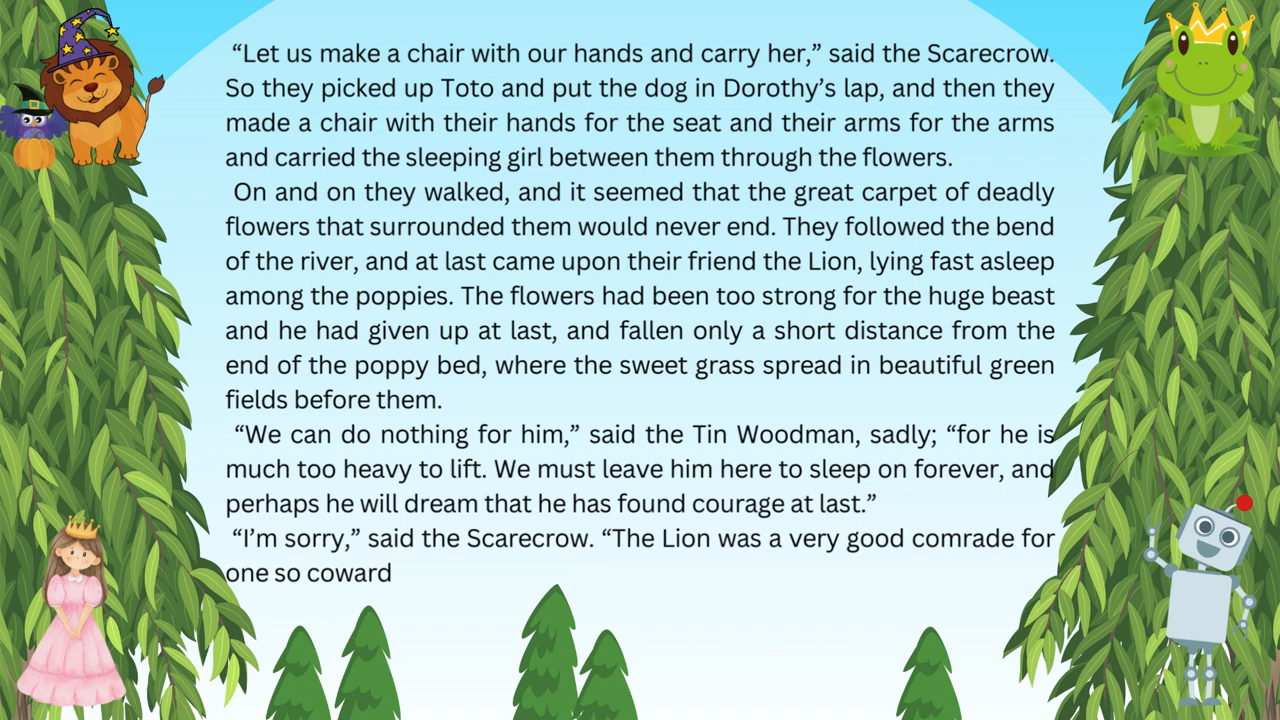 “Let us make a chair with our hands and carry her,” said the Scarecrow.
So they picked up Toto and put the dog in Dorothy’s lap, and then they
made a chair with their hands for the seat and their arms for the arms
and carried the sleeping girl between them through the flowers.
On and on they walked, and it seemed that the great carpet of deadly
flowers that surrounded them would never end. They followed the bend
of the river, and at last came upon their friend the Lion, lying fast asleep
among the poppies. The flowers had been too strong for the huge beast
and he had given up at last, and fallen only a short distance from the
end of the poppy bed, where the sweet grass spread in beautiful green
fields before them.
“We can do nothing for him,” said the Tin Woodman, sadly; “for he is
much too heavy to lift. We must leave him here to sleep on forever, and
perhaps he will dream that he has found courage at last.”
“I’m sorry,” said the Scarecrow. “The Lion was a very good comrade for
one so coward